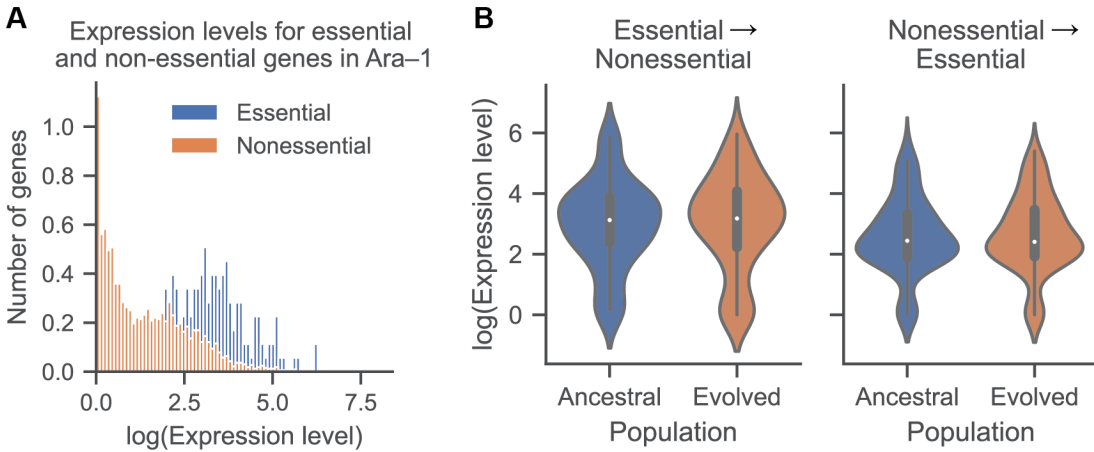 A
Expression levels for essential
and non-essential genes in Ara–1
Number of genes
1.0
0.8
0.6
0.4
0.2
0.0
Essential
Nonessential
0.0 2.5 5.0 7.5
log(Expression level)
B
Essential →
Nonessential
log(Expression level)
6
4
2
0
Ancestral Evolved
Population
Nonessential →
Essential
Ancestral Evolved
Population